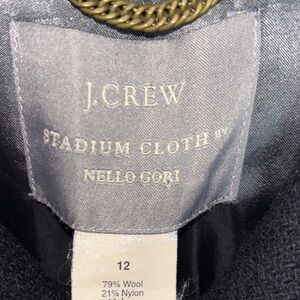 J.CREW
STADIUM CLOTH BY
NELLO GORI
12
79% Wool
21% Nylon